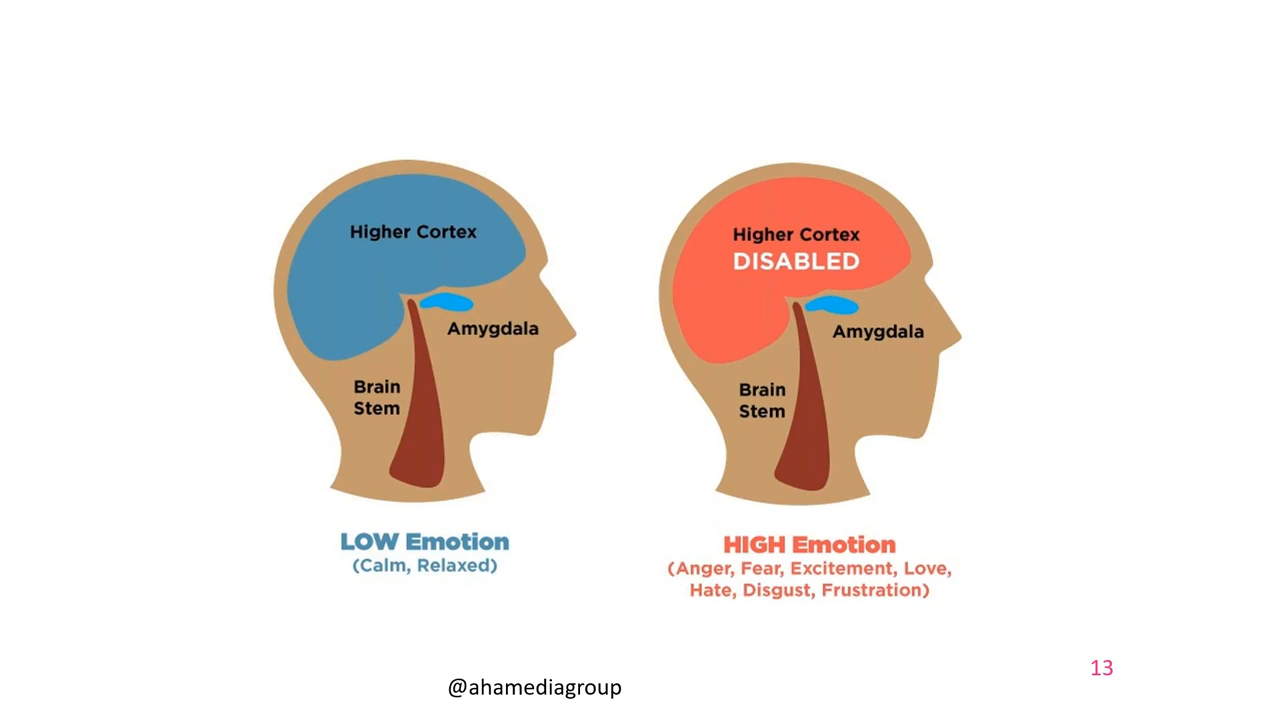 Higher Cortex
Amygdala
Brain
Stem
LOW Emotion
(Calm, Relaxed)
Higher Cortex
DISABLED
Amygdala
Brain
Stem
HIGH Emotion
(Anger, Fear, Excitement, Love,
Hate, Disgust, Frustration)
@ahamediagroup
13